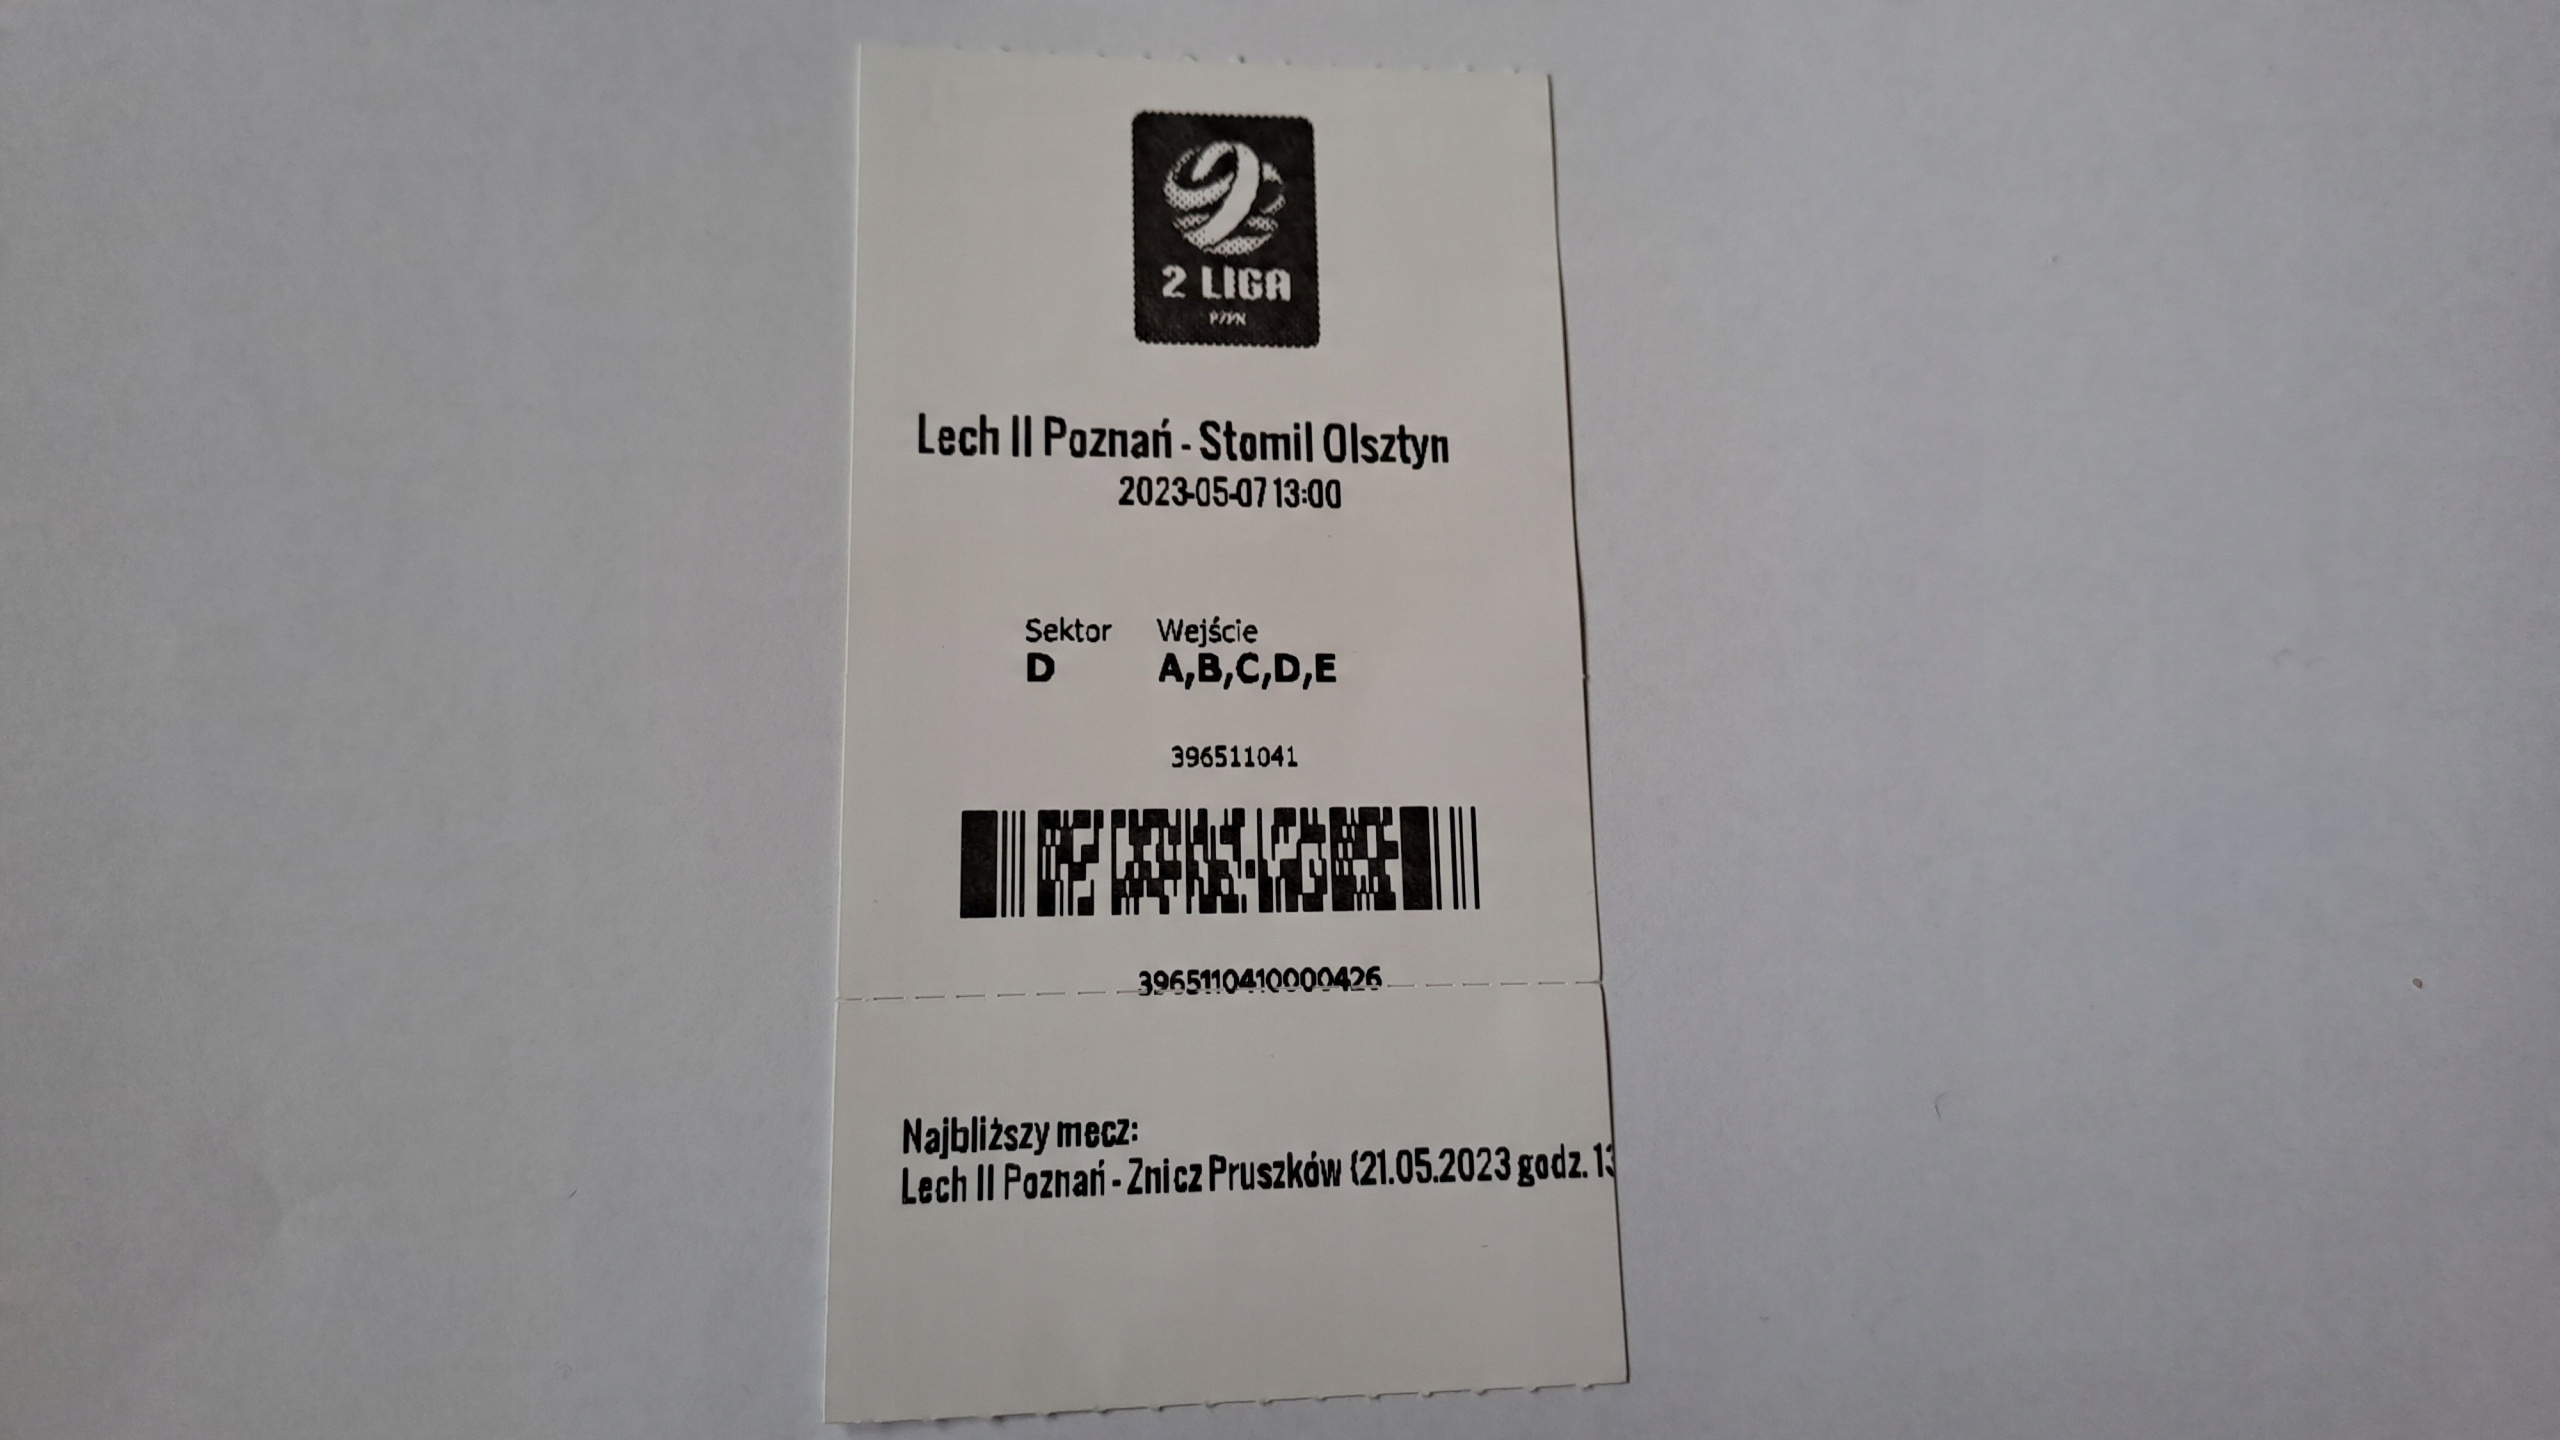 2 LIGA
PZPN
Lech II Poznań - Stomil Olsztyn
2023-05-07 13:00
Sektor Wejście
D A,B,C,D,E
396511041
3965110410000426
Najbliższy mecz:
Lech II Poznań - Znicz Pruszków (21.05.2023 godz. 13